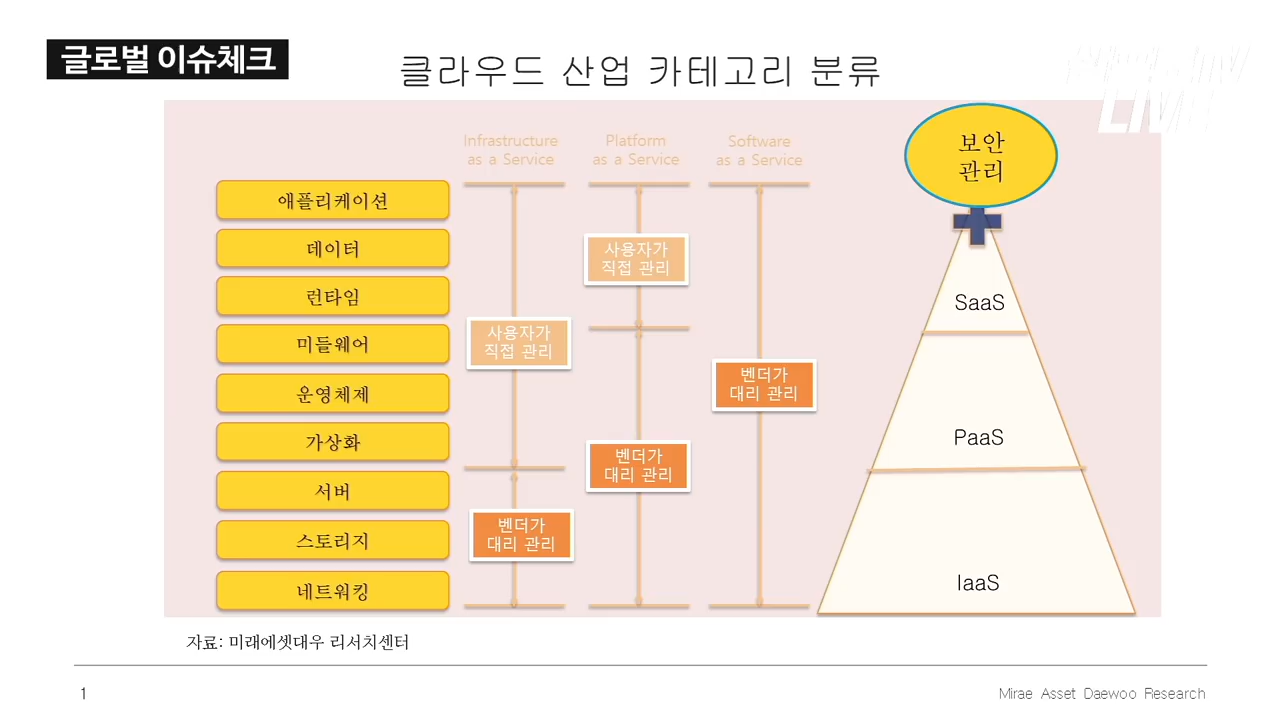 글로벌 이슈체크
클라우드 산업 카테고리 분류
LIVE
Infrastructure
as a Service
Platform
as a Service
Software
as a Service
보안
관리
애플리케이션
데이터
런타임
미들웨어
운영체제
가상화
서버
스토리지
네트워킹
사용자가
직접 관리
벤더가
대리 관리
사용자가
직접 관리
벤더가
대리 관리
벤더가
대리 관리
SaaS
PaaS
IaaS
자료: 미래에셋대우 리서치센터
1
Mirae Asset Daewoo Research